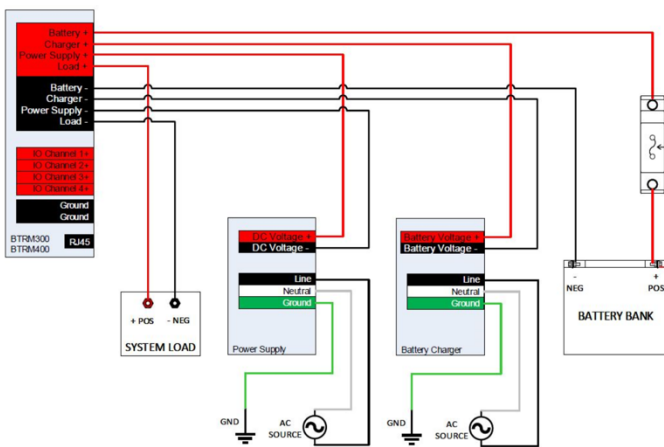 Battery +
Charger +
Power Supply +
Load +
Battery -
Charger -
Power Supply -
Load -
IO Channel 1+
IO Channel 2+
IO Channel 3+
IO Channel 4+
Ground
Ground
BTRM300
BTRM400
RJ45
+ POS
- NEG
SYSTEM LOAD
DC Voltage +
DC Voltage -
Line
Neutral
Ground
Power Supply
GND
AC
SOURCE
Battery Voltage +
Battery Voltage -
Line
Neutral
Ground
Battery Charger
GND
AC
SOURCE
-
NEG
+
POS
BATTERY BANK